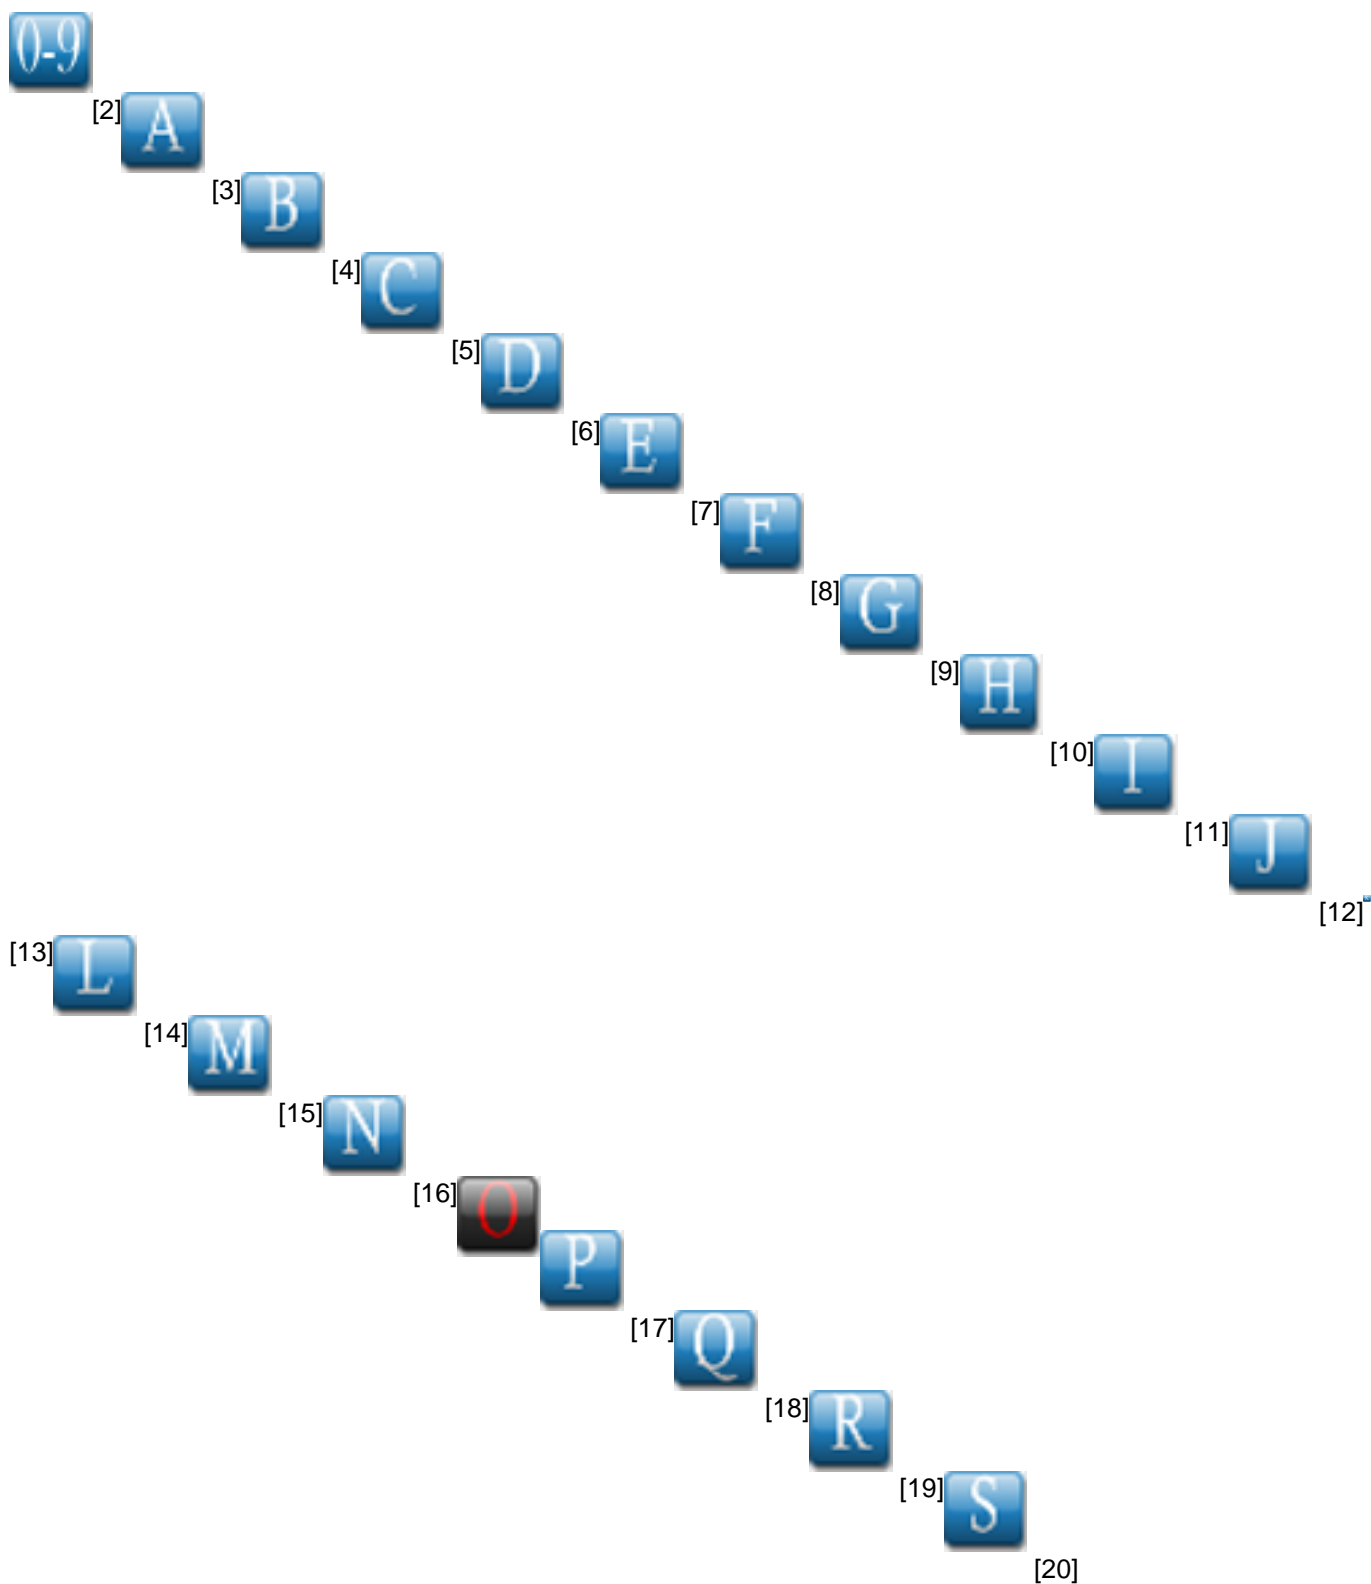 0-9
[2] A
[3] B
[4] C
[5] D
[6] E
[7] F
[8] G
[9] H
[10] I
[11] J
[12]
[13] L
[14] M
[15] N
[16] O
P
[17] Q
[18] R
[19] S
[20]